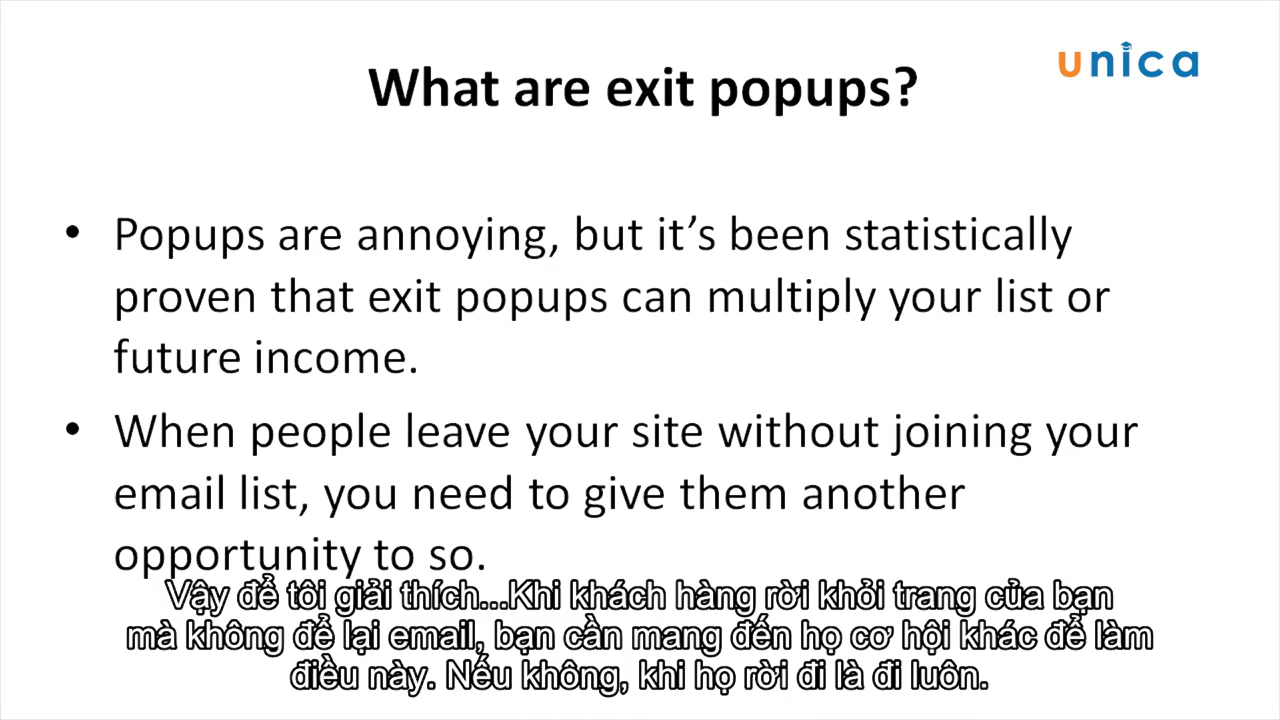 unica
What are exit popups?
• Popups are annoying, but it's been statistically
proven that exit popups can multiply your list or
future income.
• When people leave your site without joining your
email list, you need to give them another
opportunity to so.
Vậy để tôi giải thích...Khi khách hàng rời khỏi trang của bạn
mà không để lại email, bạn cần mang đến họ cơ hội khác để làm
điều này. Nếu không, khi họ rời đi là đi luôn.